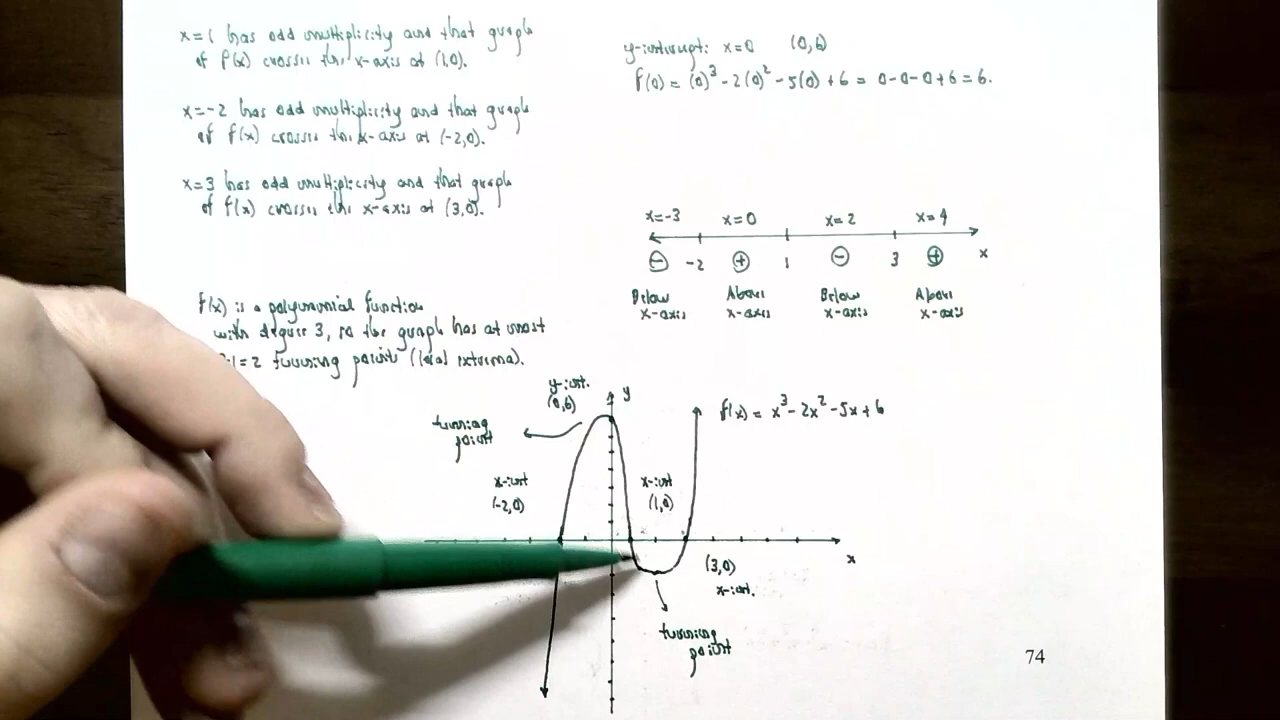 x=1 has odd multiplicity and that graph
of f(x) crosses the x-axis at (1,0).
x=-2 has odd multiplicity and that graph
of f(x) crosses the x-axis at (-2,0).
x=3 has odd multiplicity and that graph
of f(x) crosses the x-axis at (3,0).
f(x) is a polynomial function
with degree 3, so the graph has at most
-1=2 turning points (local extrema).
y-intercept: x=0 (0,6)
f(0) = (0)³ - 2(0)² - 5(0) + 6 = 0-0-0+6 = 6.
x=-3 x=0 x=2 x=4
⊖ -2 ⊕ 1 ⊖ 3 ⊕ x
Below Above Below Above
x-axis x-axis x-axis x-axis
y-int.
(0,6)
y
f(x) = x³-2x²-5x+6
turning
point
x-int
(-2,0)
x-int
(1,0)
x
(3,0)
x-int.
turning
point
74